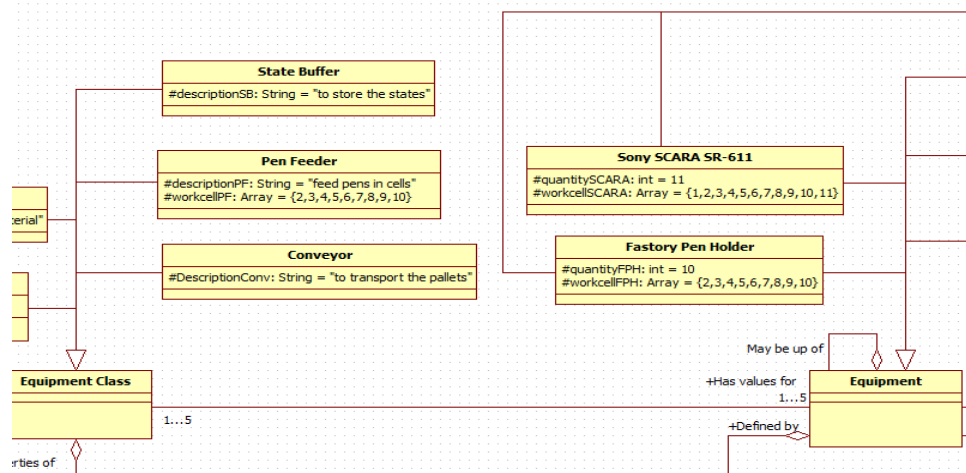 State Buffer
#descriptionSB: String = "to store the states"
Pen Feeder
#descriptionPF: String = "feed pens in cells"
#workcellPF: Array = {2,3,4,5,6,7,8,9,10}
Conveyor
#DescriptionConv: String = "to transport the pallets"
erial"
Equipment Class
1...5
erties of
Sony SCARA SR-611
#quantitySCARA: int = 11
#workcellSCARA: Array = {1,2,3,4,5,6,7,8,9,10,11}
Fastory Pen Holder
#quantityFPH: int = 10
#workcellFPH: Array = {2,3,4,5,6,7,8,9,10}
May be up of
+Has values for
1...5
Equipment
+Defined by